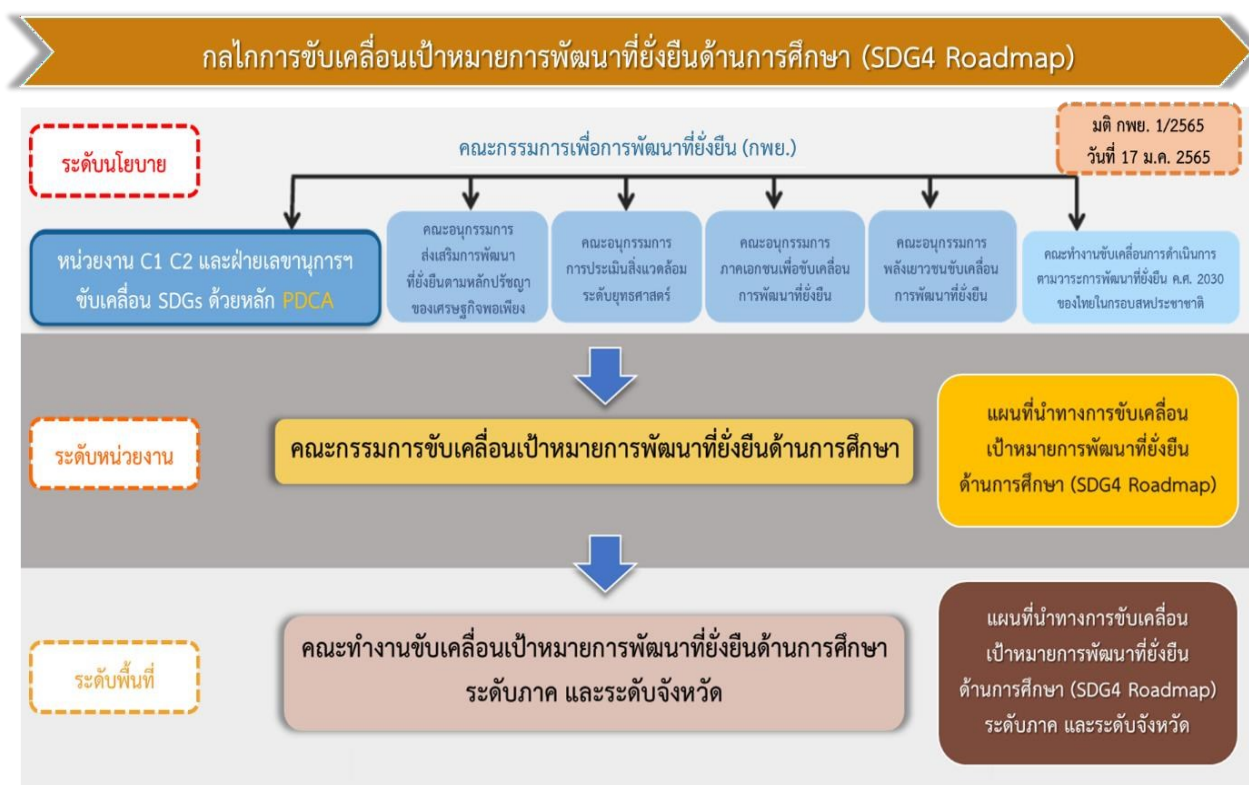 กลไกการขับเคลื่อนเป้าหมายการพัฒนาที่ยั่งยืนด้านการศึกษา (SDG4 Roadmap)
ระดับนโยบาย
คณะกรรมการเพื่อการพัฒนาที่ยั่งยืน (กพย.)
มติ กพย. 1/2565
วันที่ 17 ม.ค. 2565
หน่วยงาน C1 C2 และฝ่ายเลขานุการฯ
ขับเคลื่อน SDGs ด้วยหลัก PDCA
คณะอนุกรรมการ
ส่งเสริมการพัฒนา
ที่ยั่งยืนตามหลักปรัชญา
ของเศรษฐกิจพอเพียง
คณะอนุกรรมการ
การประเมินสิ่งแวดล้อม
ระดับยุทธศาสตร์
คณะอนุกรรมการ
ภาคเอกชนเพื่อขับเคลื่อน
การพัฒนาที่ยั่งยืน
คณะอนุกรรมการ
พลังเยาวชนขับเคลื่อน
การพัฒนาที่ยั่งยืน
คณะทำงานขับเคลื่อนการดำเนินการ
ตามวาระการพัฒนาที่ยั่งยืน ค.ศ. 2030
ของไทยในกรอบสหประชาชาติ
ระดับหน่วยงาน
คณะกรรมการขับเคลื่อนเป้าหมายการพัฒนาที่ยั่งยืนด้านการศึกษา
แผนที่นำทางการขับเคลื่อน
เป้าหมายการพัฒนาที่ยั่งยืน
ด้านการศึกษา (SDG4 Roadmap)
ระดับพื้นที่
คณะทำงานขับเคลื่อนเป้าหมายการพัฒนาที่ยั่งยืนด้านการศึกษา
ระดับภาค และระดับจังหวัด
แผนที่นำทางการขับเคลื่อน
เป้าหมายการพัฒนาที่ยั่งยืน
ด้านการศึกษา (SDG4 Roadmap)
ระดับภาค และระดับจังหวัด